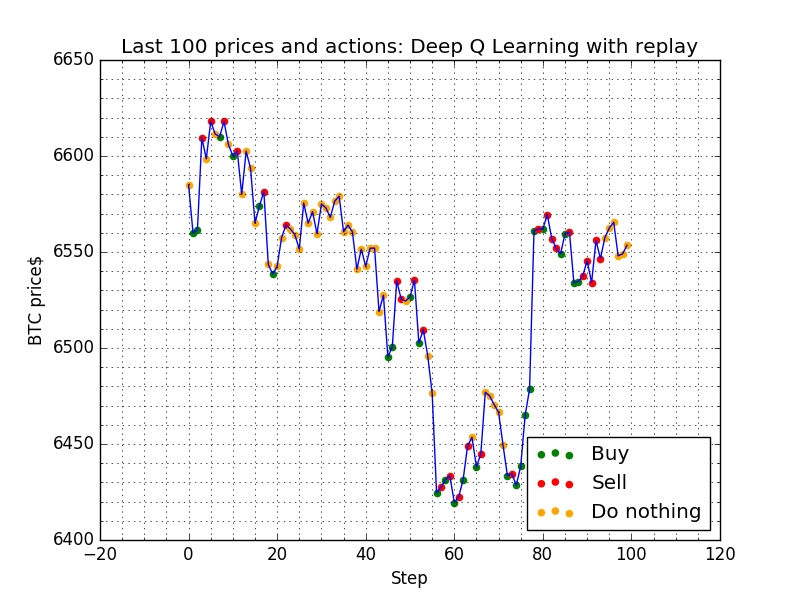 Last 100 prices and actions: Deep Q Learning with replay
6650
6600
6550
6500
6450
6400
BTC price$
−20
0
20
40
60
80
100
120
Step
Buy
Sell
Do nothing